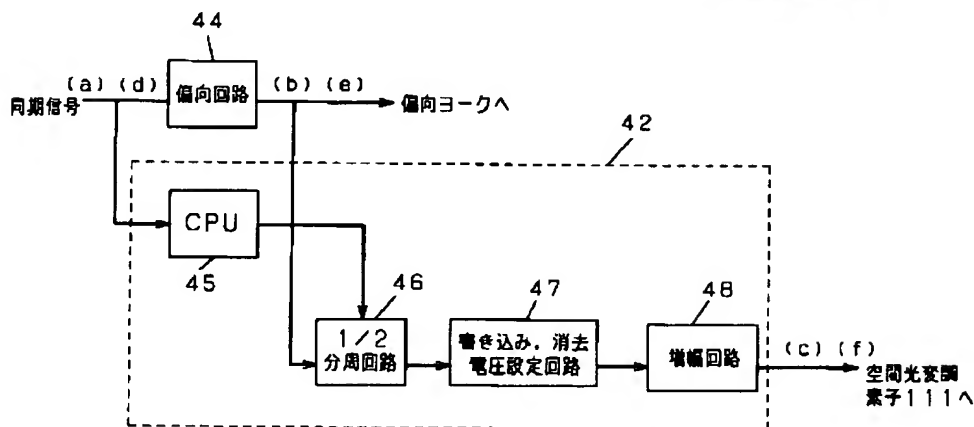 44
(a) (d)
同期信号
偏向回路
(b) (e)
偏向ヨークへ
42
CPU
45
46
1/2
分周回路
47
書き込み,消去
電圧設定回路
48
増幅回路
(c) (f)
空間光変調
素子111へ